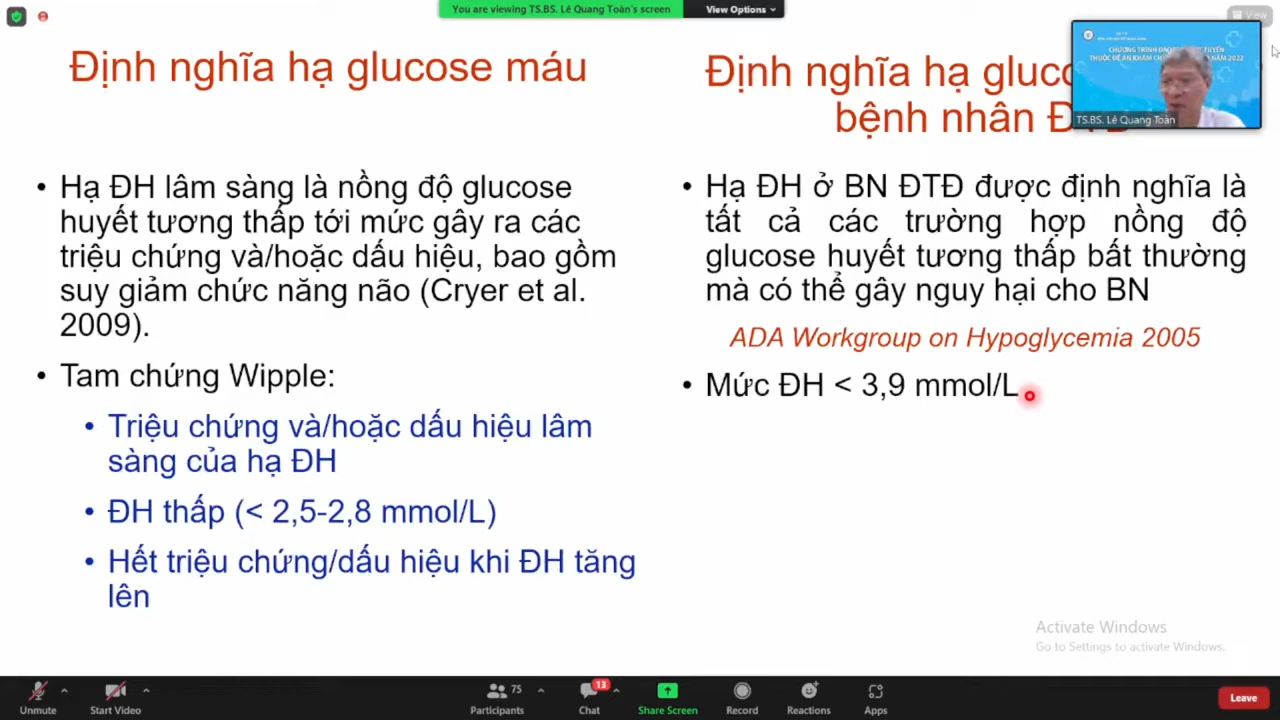 You are viewing TS.BS. Lê Quang Toàn's screen
View Options
View
Định nghĩa hạ glucose máu
Hạ ĐH lâm sàng là nồng độ glucose
huyết tương thấp tới mức gây ra các
triệu chứng và/hoặc dấu hiệu, bao gồm
suy giảm chức năng não (Cryer et al.
2009).
Tam chứng Wipple:
Triệu chứng và/hoặc dấu hiệu lâm
sàng của hạ ĐH
ĐH thấp (< 2,5-2,8 mmol/L)
Hết triệu chứng/dấu hiệu khi ĐH tăng
lên
Định nghĩa hạ
bệnh nhân
CHƯƠNG TRÌNH
NĂM 2022
TS.BS. Lê Quang Toàn
Hạ ĐH ở BN ĐTĐ được định nghĩa là
tất cả các trường hợp nồng độ
glucose huyết tương thấp bất thường
mà có thể gây nguy hại cho BN
ADA Workgroup on Hypoglycemia 2005
Mức ĐH < 3,9 mmol/L
Activate Windows
Go to Settings to activate Windows.
Unmute
Start Video
75
Participants
13
Chat
Share Screen
Record
Reactions
Apps
Leave